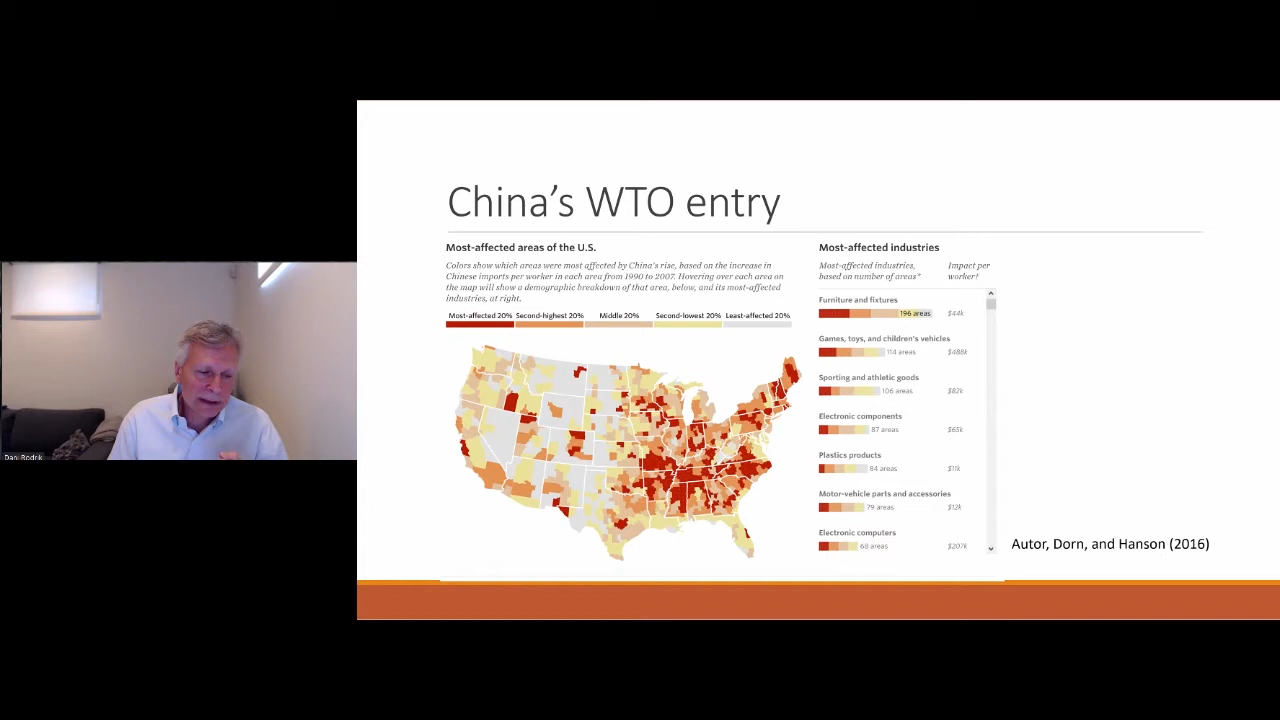 China's WTO entry
Most-affected areas of the U.S.
Colors show which areas were most affected by China's rise, based on the increase in
Chinese imports per worker in each area from 1990 to 2007. Hovering over each area on
the map will show a demographic breakdown of that area, below, and its most-affected
industries, at right.
Most-affected 20% Second-highest 20% Middle 20% Second-lowest 20% Least-affected 20%
Most-affected industries
Most-affected industries,
based on number of areas*
Impact per
worker†
Furniture and fixtures
196 areas $44k
Games, toys, and children's vehicles
114 areas $488k
Sporting and athletic goods
106 areas $82k
Electronic components
87 areas $65k
Plastics products
84 areas $11k
Motor-vehicle parts and accessories
79 areas $12k
Electronic computers
68 areas $207k
Autor, Dorn, and Hanson (2016)
Dani Rodrik